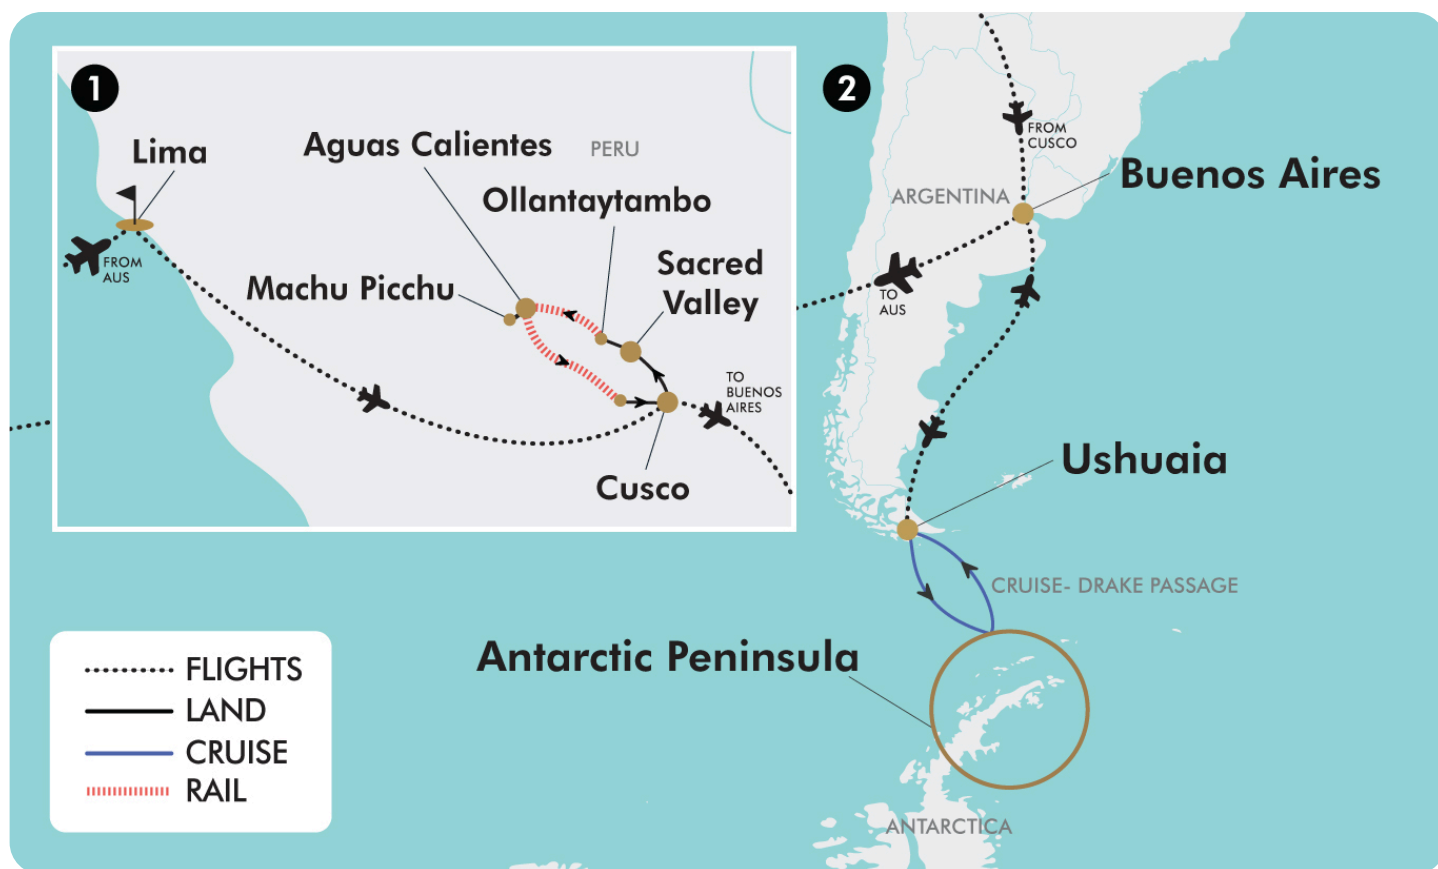 1
Lima
Aguas Calientes
PERU
Ollantaytambo
Machu Picchu
Sacred
Valley
FROM
AUS
TO
BUENOS
AIRES
Cusco
2
FROM
CUSCO
Buenos Aires
ARGENTINA
TO
AUS
Ushuaia
CRUISE- DRAKE PASSAGE
Antarctic Peninsula
ANTARCTICA
FLIGHTS
LAND
CRUISE
RAIL